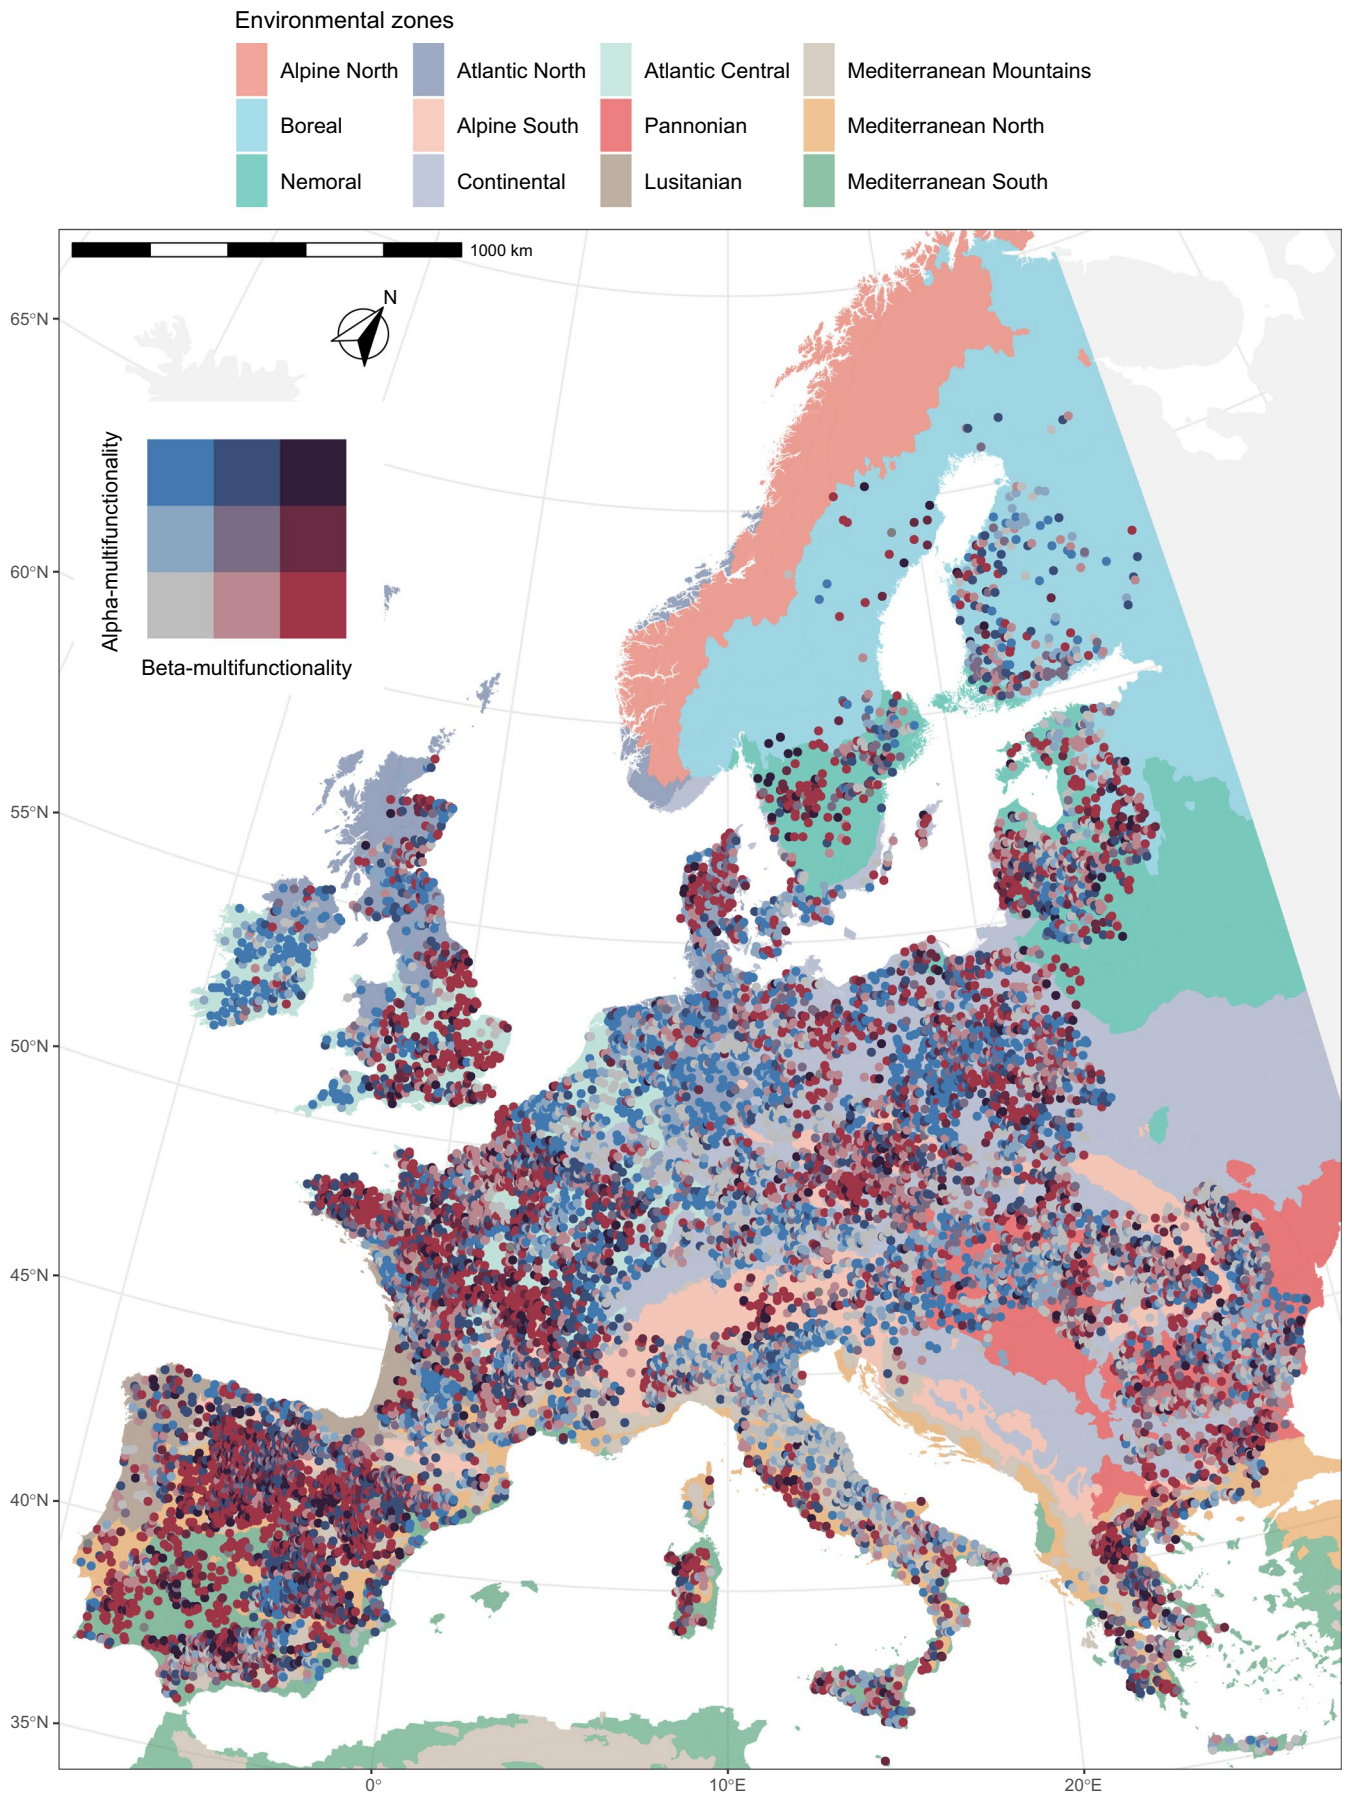 Environmental zones
Alpine North Atlantic North Atlantic Central Mediterranean Mountains
Boreal Alpine South Pannonian Mediterranean North
Nemoral Continental Lusitanian Mediterranean South
1000 km
N
65°N
Alpha-multifunctionality
Beta-multifunctionality
60°N
55°N
50°N
45°N
40°N
35°N
0° 10°E 20°E